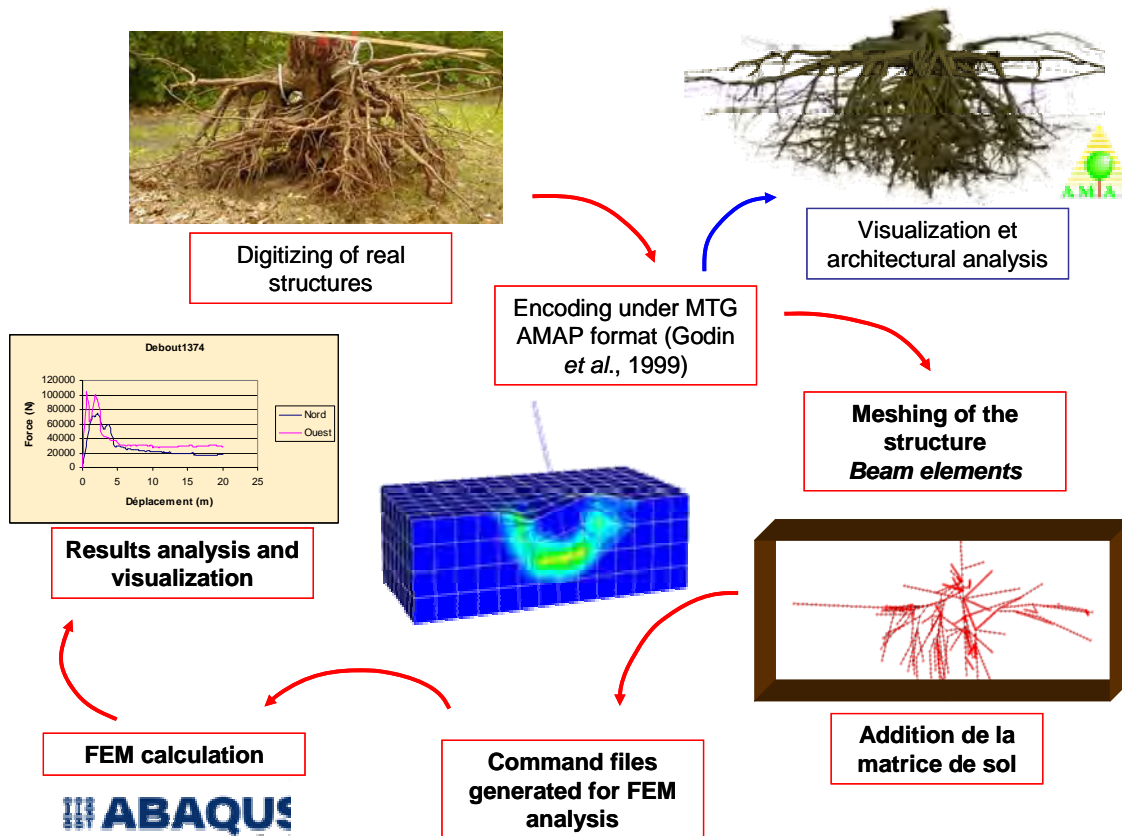 AMA
Digitizing of real
structures
Visualization et
architectural analysis
Encoding under MTG
AMAP format (Godin
et al., 1999)
Debout1374
120000
100000
80000
60000
40000
20000
0
Force (N)
0 5 10 15 20 25
Déplacement (m)
Nord
Ouest
Meshing of the
structure
Beam elements
Results analysis and
visualization
Addition de la
matrice de sol
FEM calculation
Command files
generated for FEM
analysis
ABAQUS